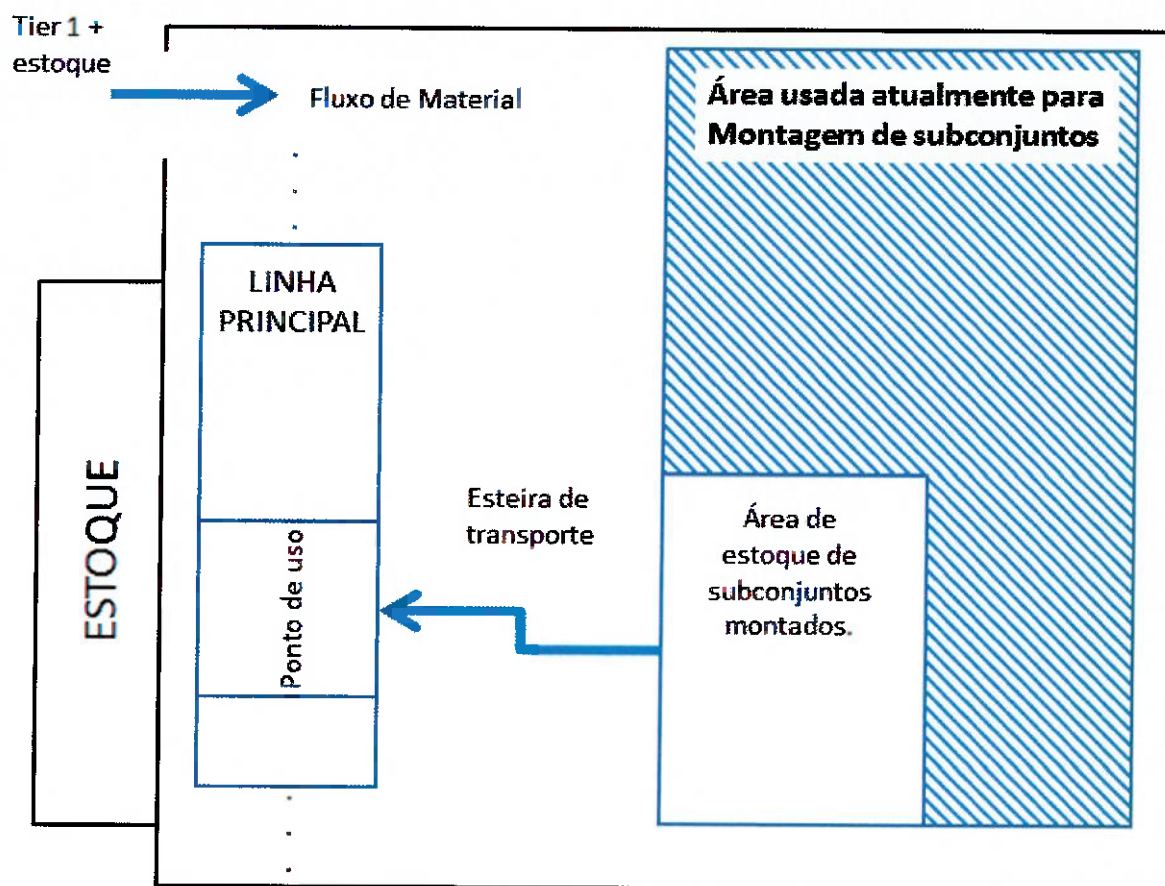 Tier 1 +
estoque
Fluxo de Material
Área usada atualmente para
Montagem de subconjuntos
LINHA
PRINCIPAL
ESTOQUE
Ponto de uso
Esteira de
transporte
Área de
estoque de
subconjuntos
montados.